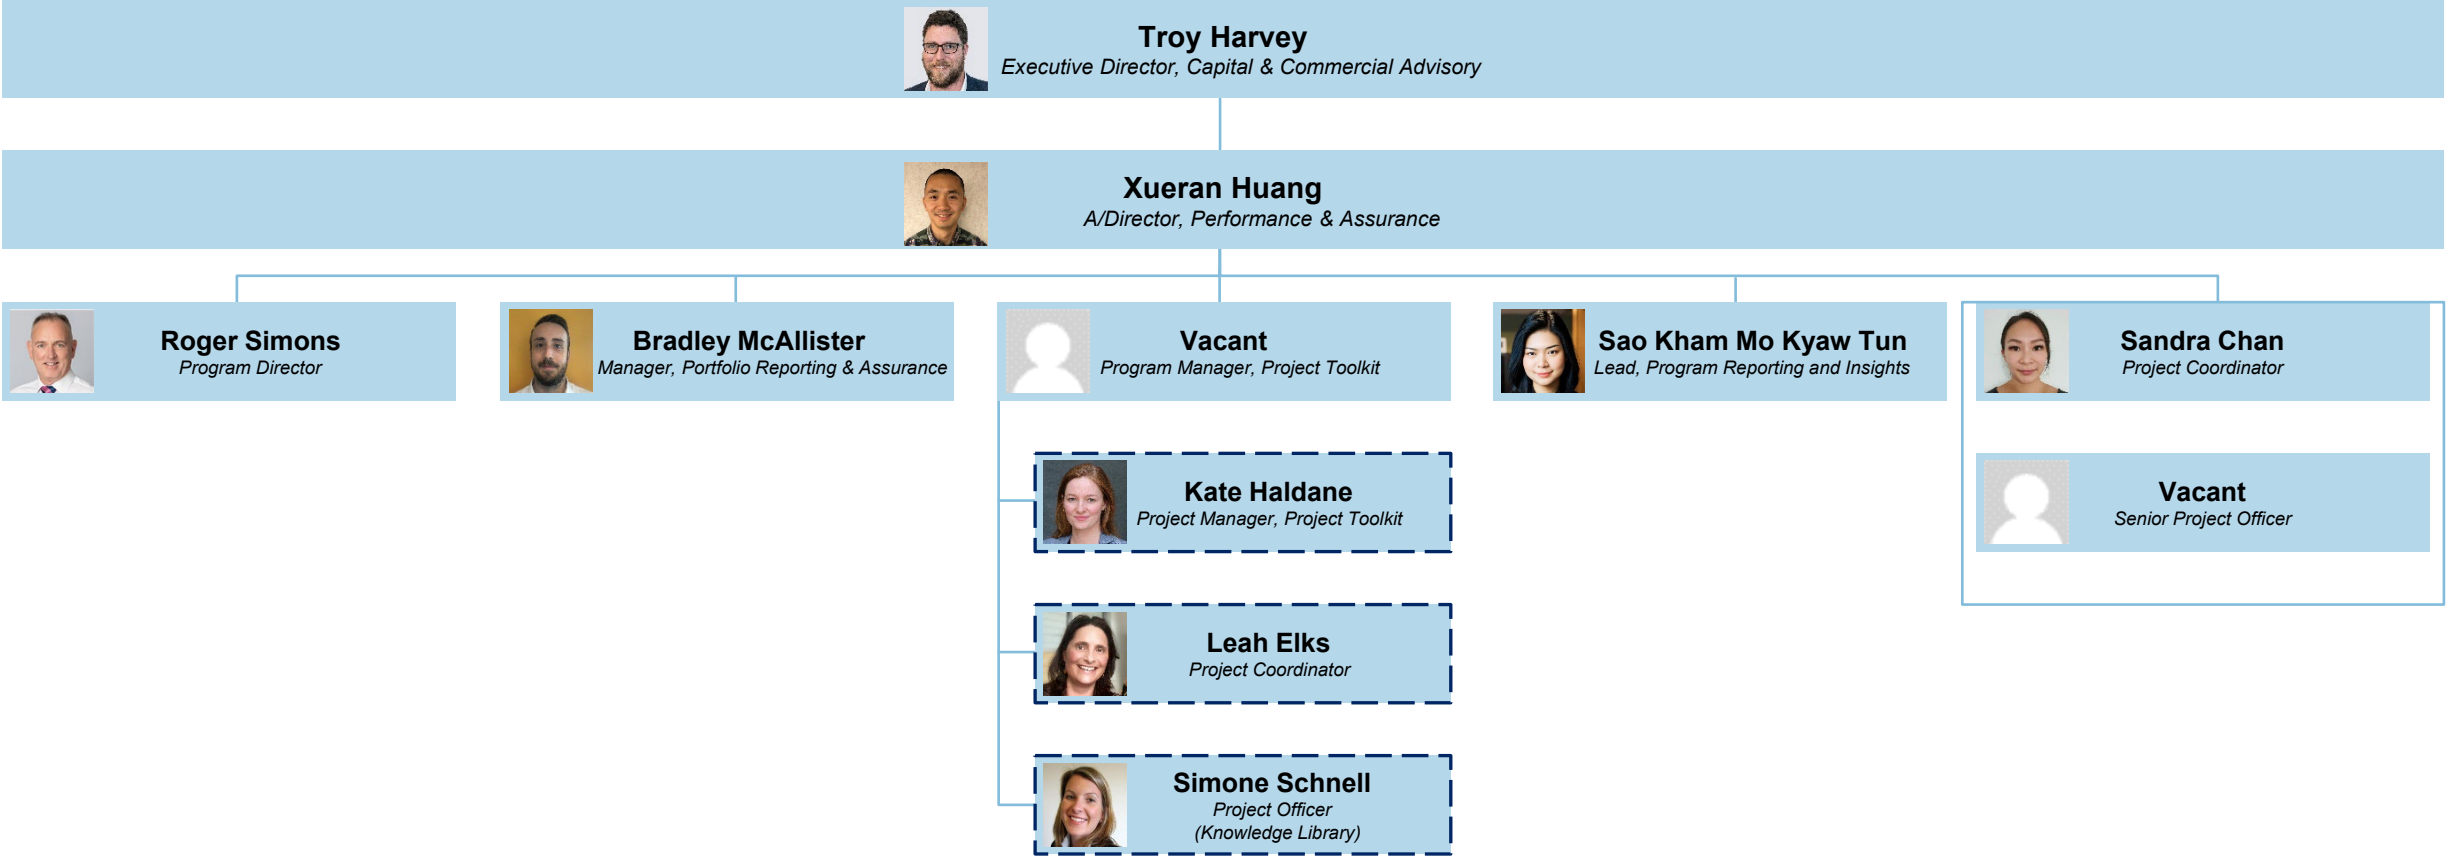 Troy Harvey
Executive Director, Capital & Commercial Advisory
Xueran Huang
A/Director, Performance & Assurance
Roger Simons
Program Director
Bradley McAllister
Manager, Portfolio Reporting & Assurance
Vacant
Program Manager, Project Toolkit
Sao Kham Mo Kyaw Tun
Lead, Program Reporting and Insights
Sandra Chan
Project Coordinator
Kate Haldane
Project Manager, Project Toolkit
Vacant
Senior Project Officer
Leah Elks
Project Coordinator
Simone Schnell
Project Officer
(Knowledge Library)